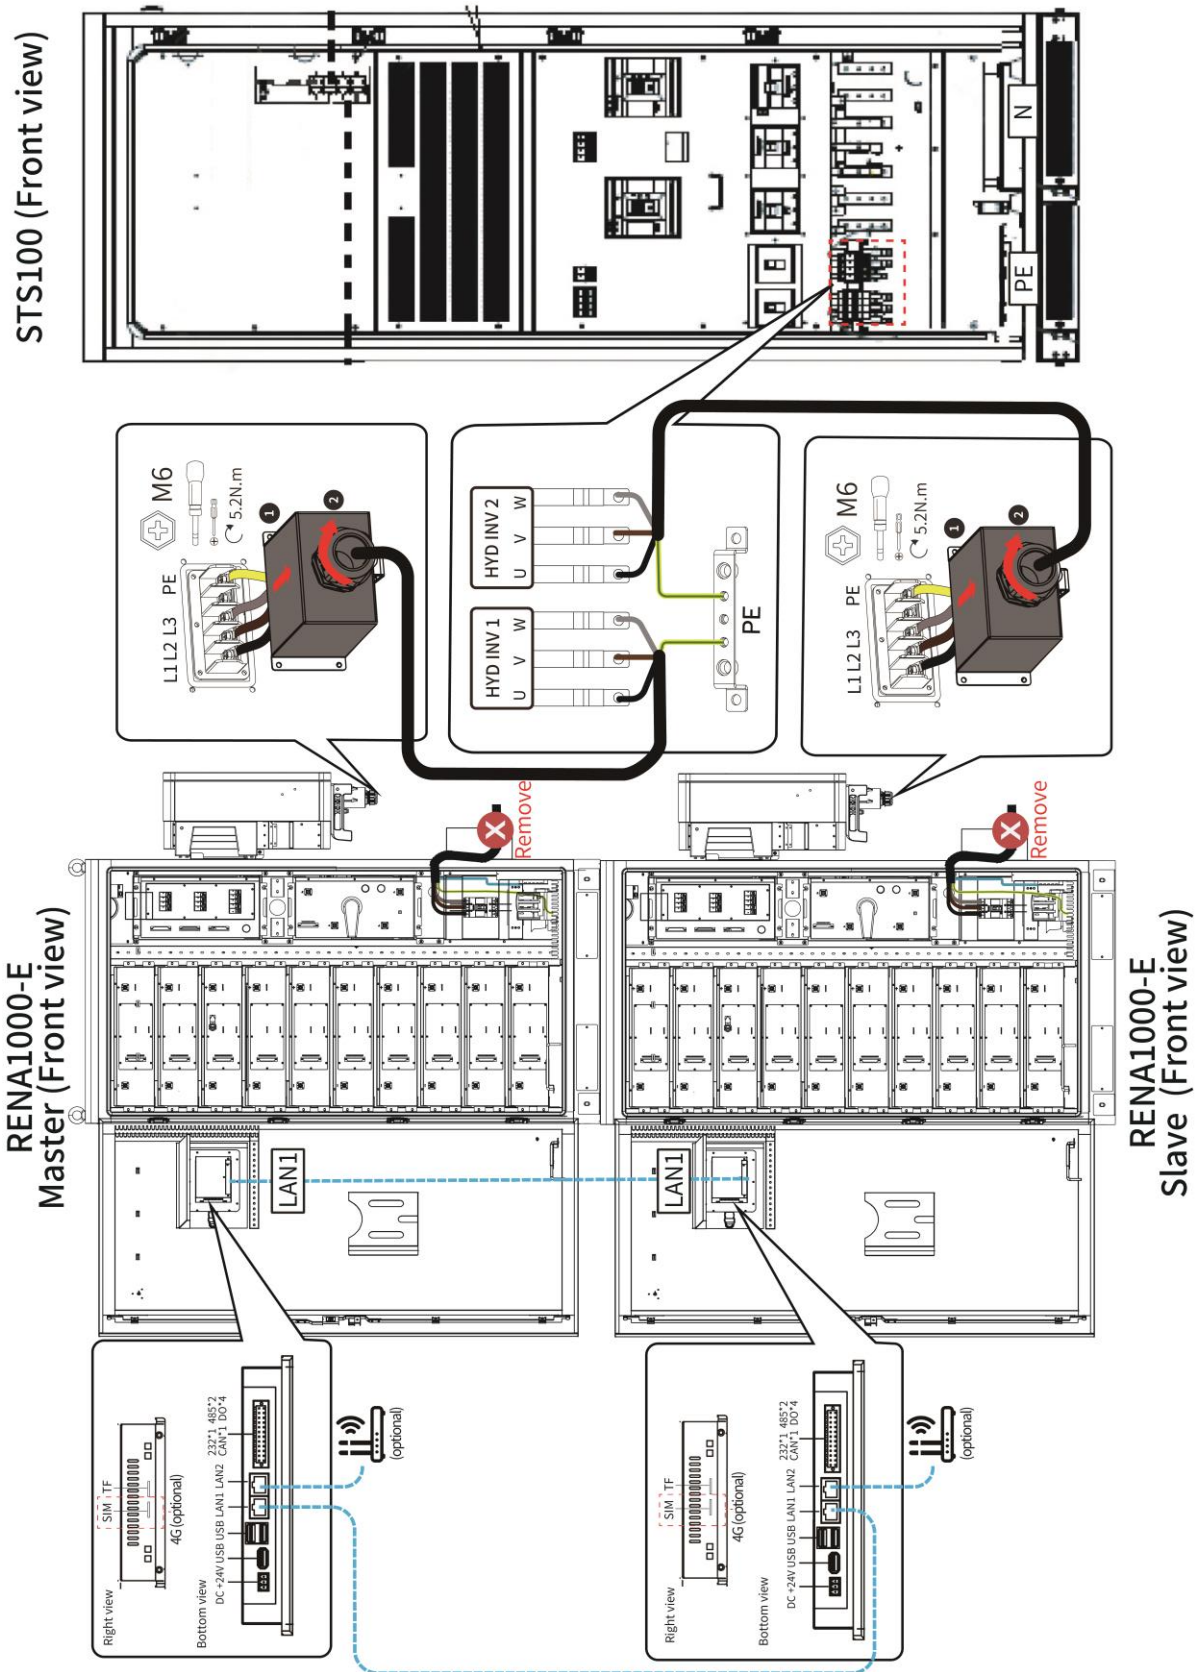 STS100 (Front view)
N
PE
M6
5.2N.m
1
2
L1 L2 L3 PE
HYD INV 1
U V W
HYD INV 2
U V W
PE
M6
5.2N.m
1
2
L1 L2 L3 PE
RENA1000-E
Master (Front view)
X
Remove
LAN1
RENA1000-E
Slave (Front view)
X
Remove
LAN1
Right view
SIM TF
4G(optional)
Bottom view
DC +24V USB USB LAN1 LAN2
232*1 485*2
CAN*1 DO*4
(optional)
Right view
SIM TF
4G(optional)
Bottom view
DC +24V USB USB LAN1 LAN2
232*1 485*2
CAN*1 DO*4
(optional)